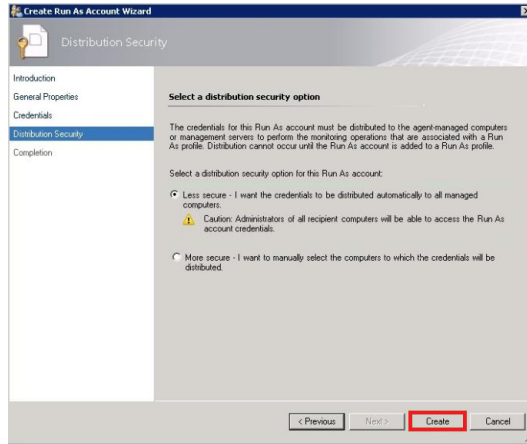 Create Run As Account Wizard
Distribution Security
Introduction
General Properties
Credentials
Distribution Security
Completion
Select a distribution security option
The credentials for this Run As account must be distributed to the agent-managed computers
or management servers to perform the monitoring operations that are associated with a Run
As profile. Distribution cannot occur until the Run As account is added to a Run As profile.
Select a distribution security option for this Run As account:
Less secure - I want the credentials to be distributed automatically to all managed
computers.
Caution: Administrators of all recipient computers will be able to access the Run As
account credentials.
More secure - I want to manually select the computers to which the credentials will be
distributed.
< Previous
Next >
Create
Cancel